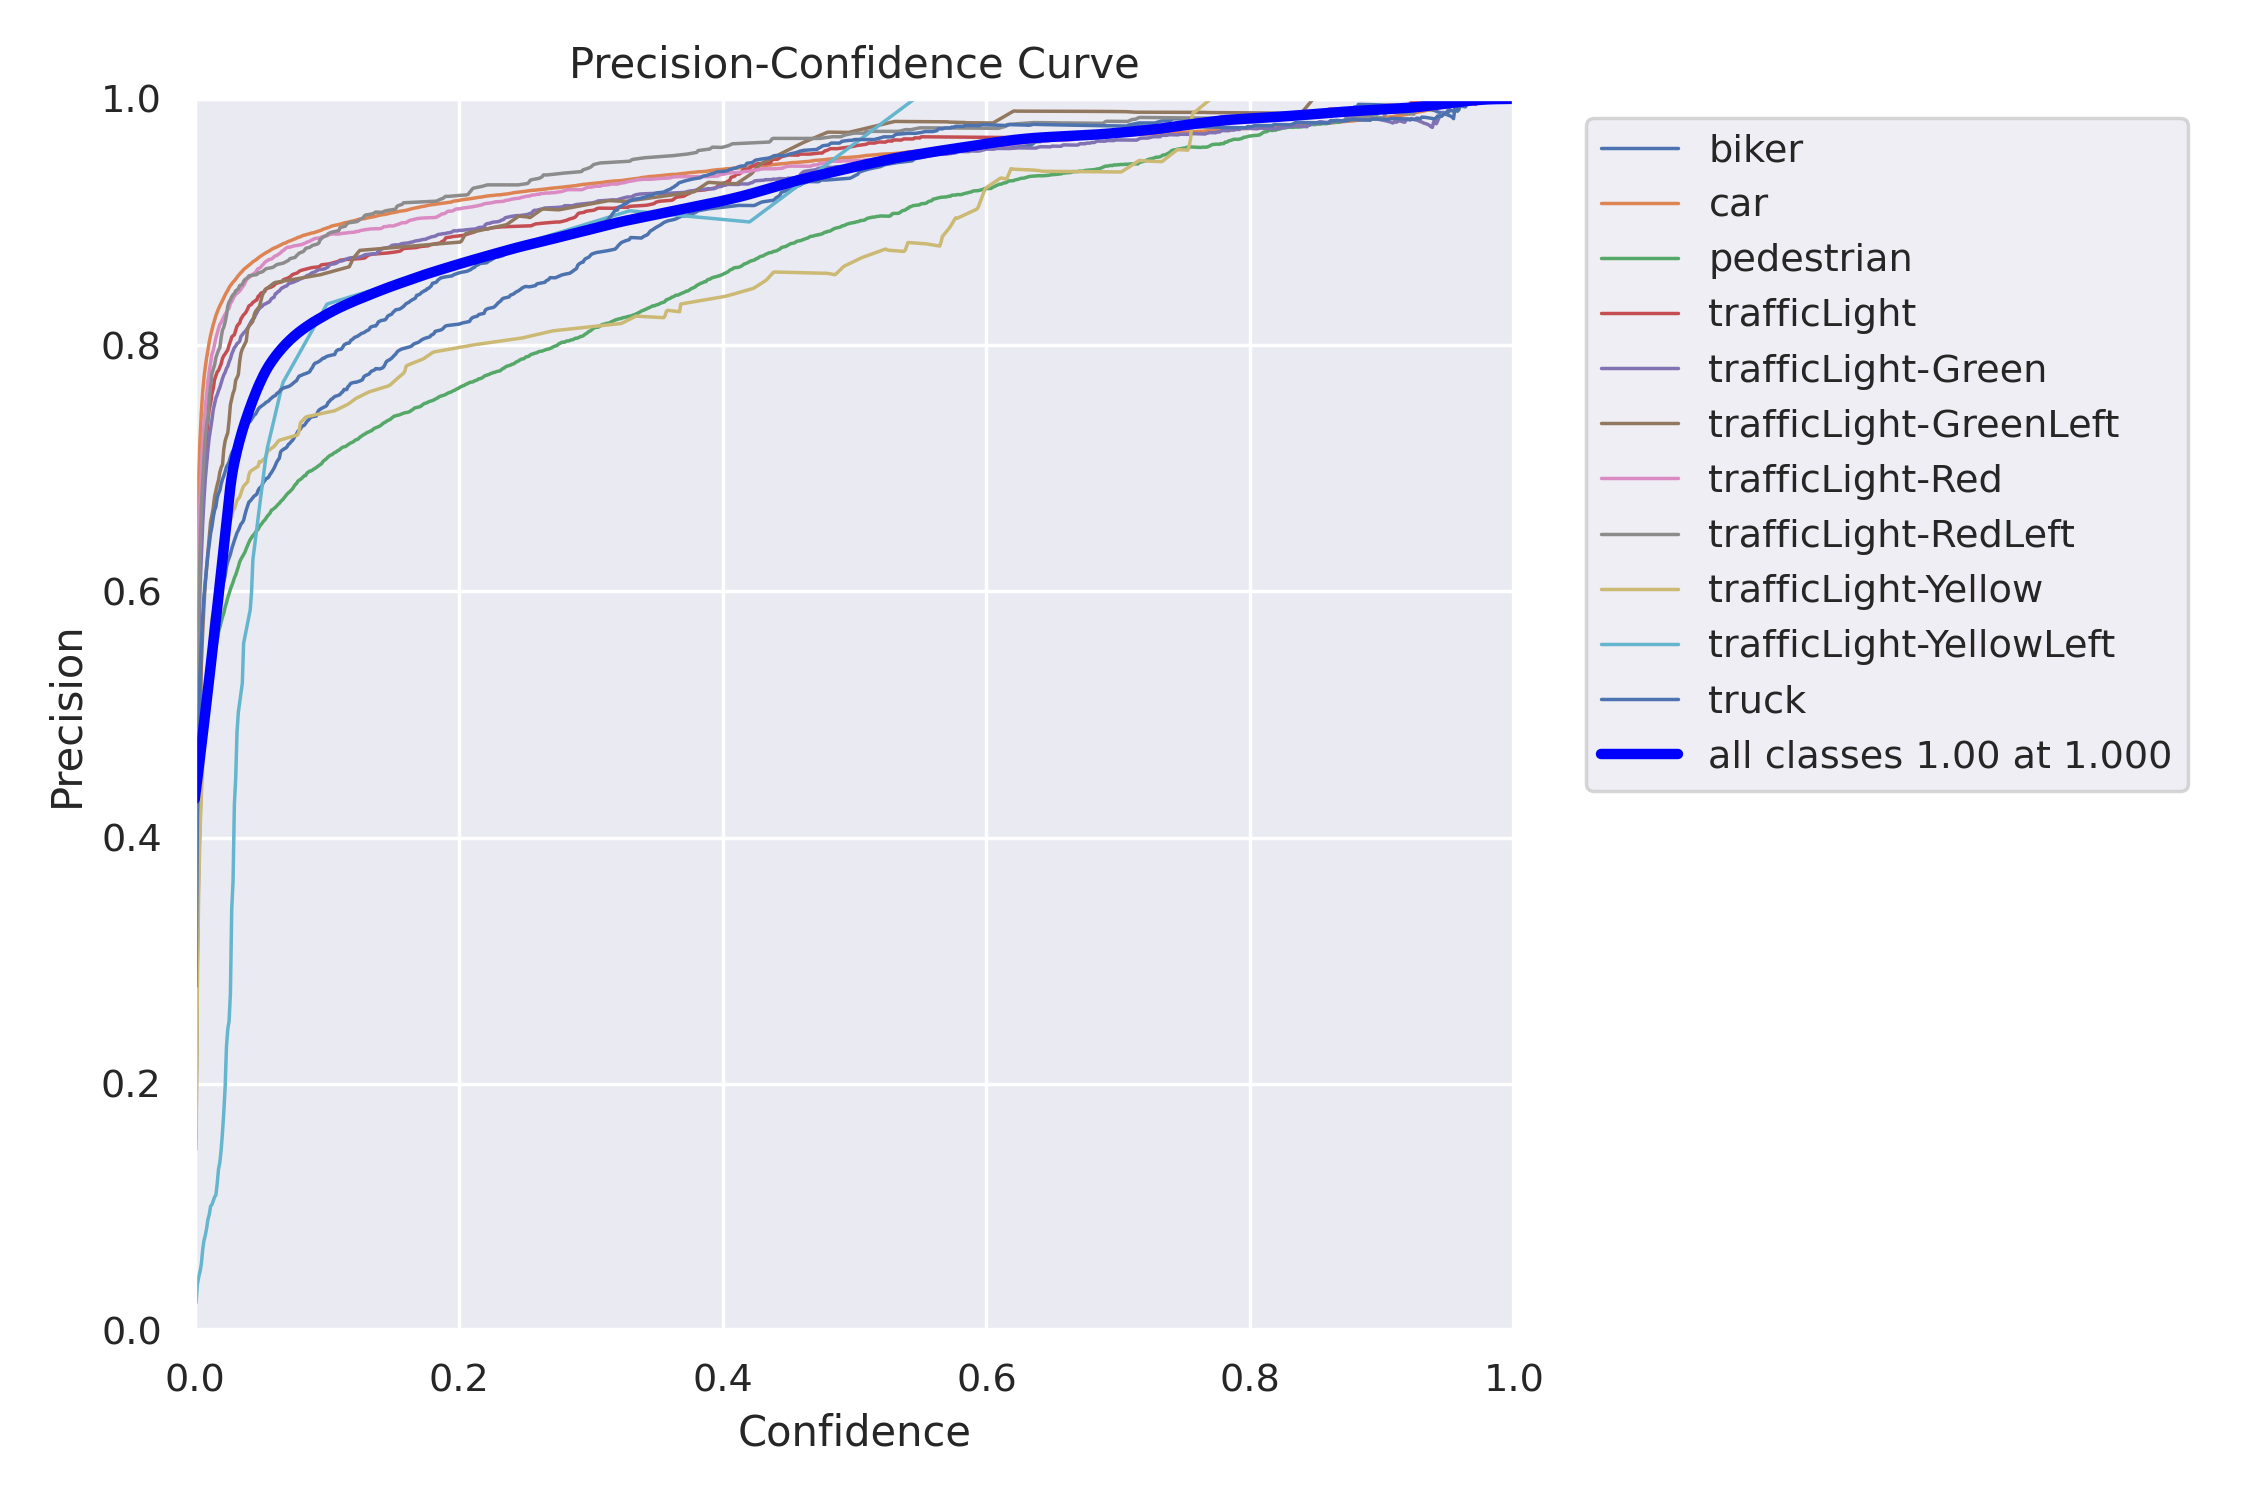 Precision-Confidence Curve
1.0
0.8
0.6
0.4
0.2
0.0
Precision
0.0 0.2 0.4 0.6 0.8 1.0
Confidence
biker
car
pedestrian
trafficLight
trafficLight-Green
trafficLight-GreenLeft
trafficLight-Red
trafficLight-RedLeft
trafficLight-Yellow
trafficLight-YellowLeft
truck
all classes 1.00 at 1.000